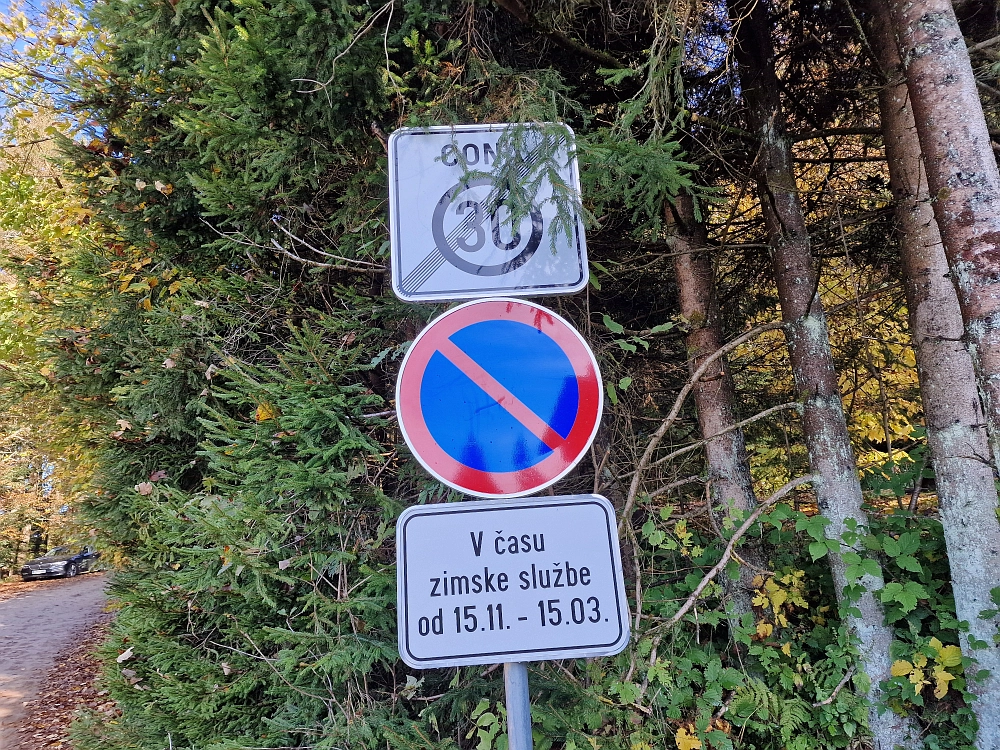 30
V času
zimske službe
od 15.11. - 15.03.